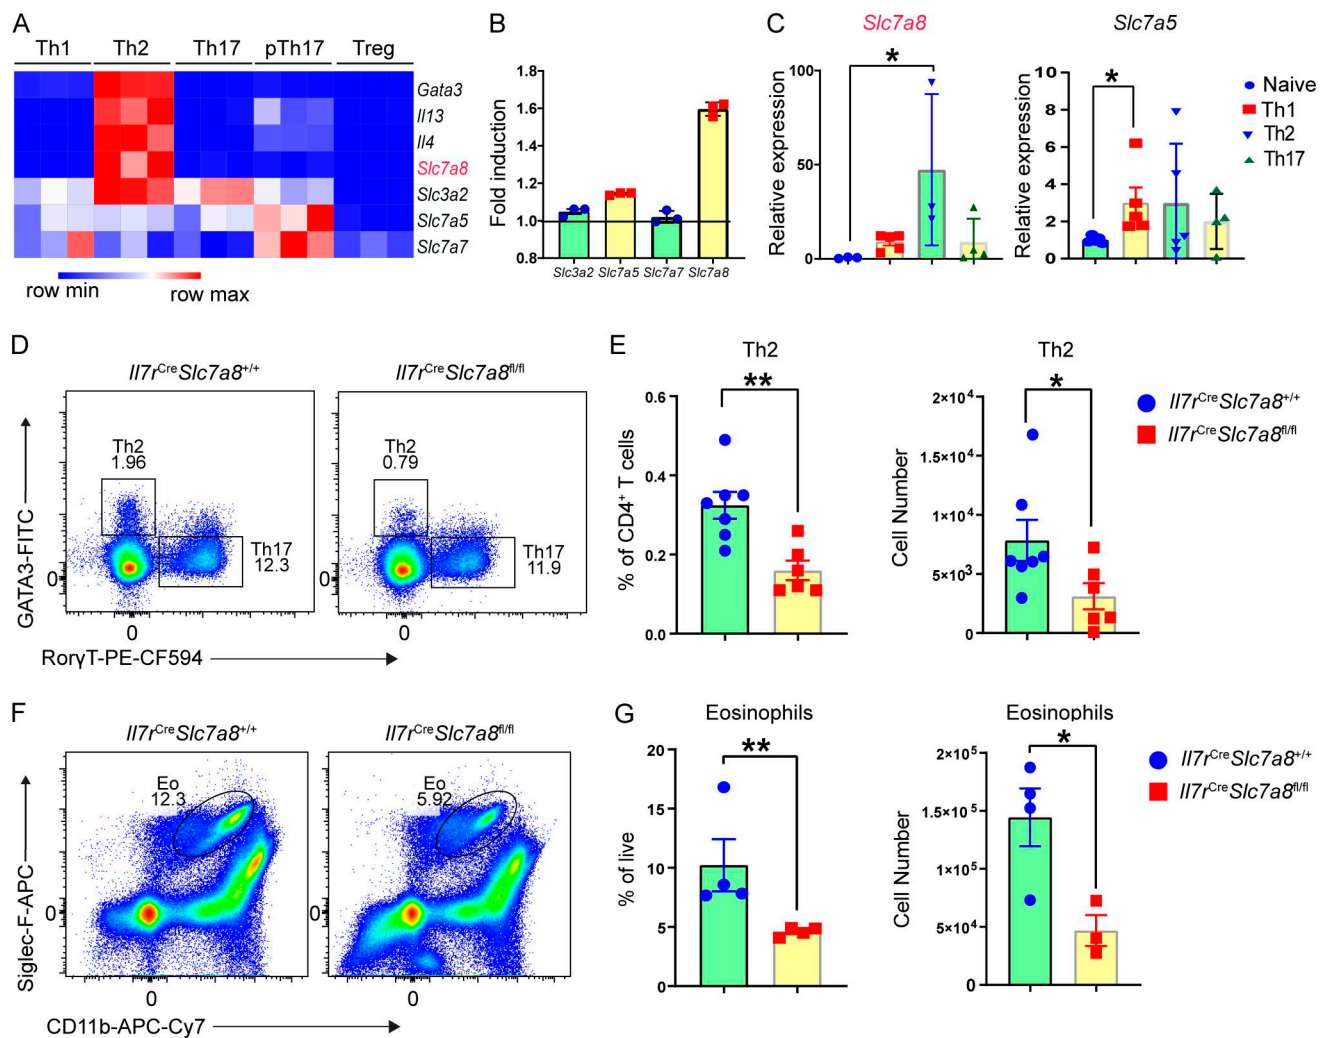 A
Th1 Th2 Th17 pTh17 Treg
Gata3
Il13
Il4
Slc7a8
Slc3a2
Slc7a5
Slc7a7
row min row max
B
Fold induction
1.8
1.6
1.4
1.2
1.0
0.8
Slc3a2 Slc7a5 Slc7a7 Slc7a8
C
Slc7a8
Relative expression
100
50
0
*
Slc7a5
Relative expression
10
8
6
4
2
0
*
Naive
Th1
Th2
Th17
D
Il7rCreSlc7a8+/+
Il7rCreSlc7a8fl/fl
Th2
1.96
Th17
12.3
0
0
Th2
0.79
Th17
11.9
0
0
GATA3-FITC
RorγT-PE-CF594
E
Th2
% of CD4+ T cells
0.6
0.4
0.2
0.0
**
Th2
Cell Number
2×10⁴
1.5×10⁴
1×10⁴
5×10³
0
*
Il7rCreSlc7a8+/+
Il7rCreSlc7a8fl/fl
F
Il7rCreSlc7a8+/+
Il7rCreSlc7a8fl/fl
Eo
12.3
0
0
Eo
5.92
0
0
Siglec-F-APC
CD11b-APC-Cy7
G
Eosinophils
% of live
20
15
10
5
0
**
Eosinophils
Cell Number
2×10⁵
1.5×10⁵
1×10⁵
5×10⁴
0
*
Il7rCreSlc7a8+/+
Il7rCreSlc7a8fl/fl